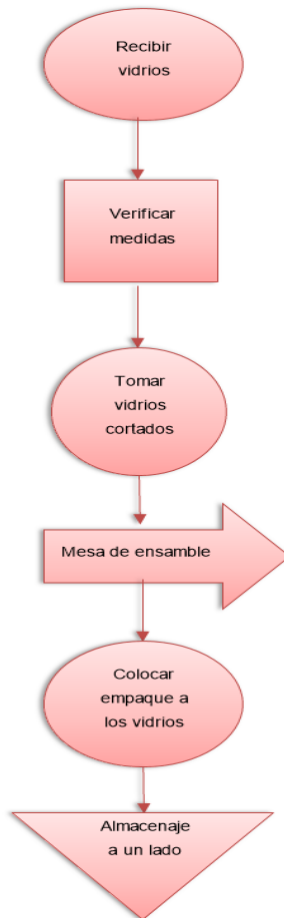 Recibir
vidrios
Verificar
medidas
Tomar
vidrios
cortados
Mesa de ensamble
Colocar
empaque a
los vidrios
Almacenaje
a un lado